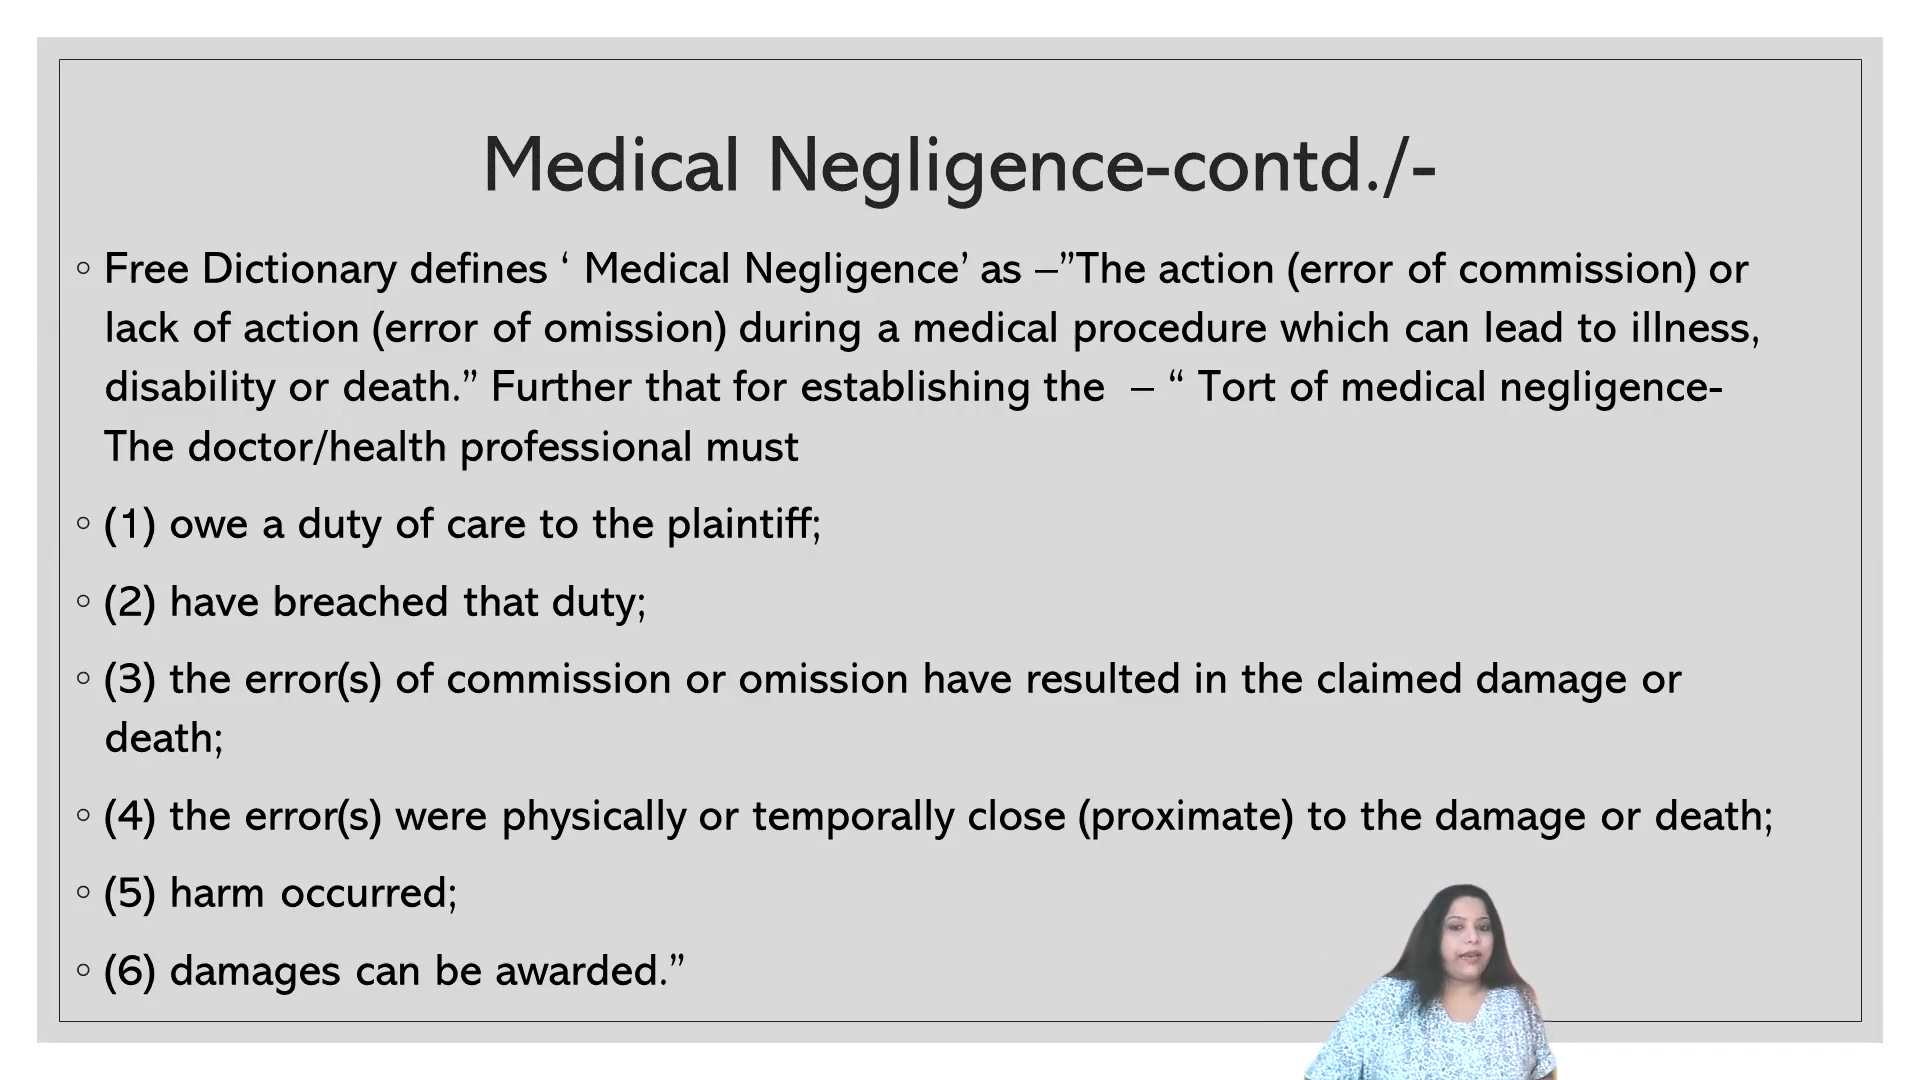 Medical Negligence-contd./-
◦ Free Dictionary defines ‘ Medical Negligence’ as –”The action (error of commission) or
lack of action (error of omission) during a medical procedure which can lead to illness,
disability or death.” Further that for establishing the  – “ Tort of medical negligence-
The doctor/health professional must
◦ (1) owe a duty of care to the plaintiff;
◦ (2) have breached that duty;
◦ (3) the error(s) of commission or omission have resulted in the claimed damage or
death;
◦ (4) the error(s) were physically or temporally close (proximate) to the damage or death;
◦ (5) harm occurred;
◦ (6) damages can be awarded.”